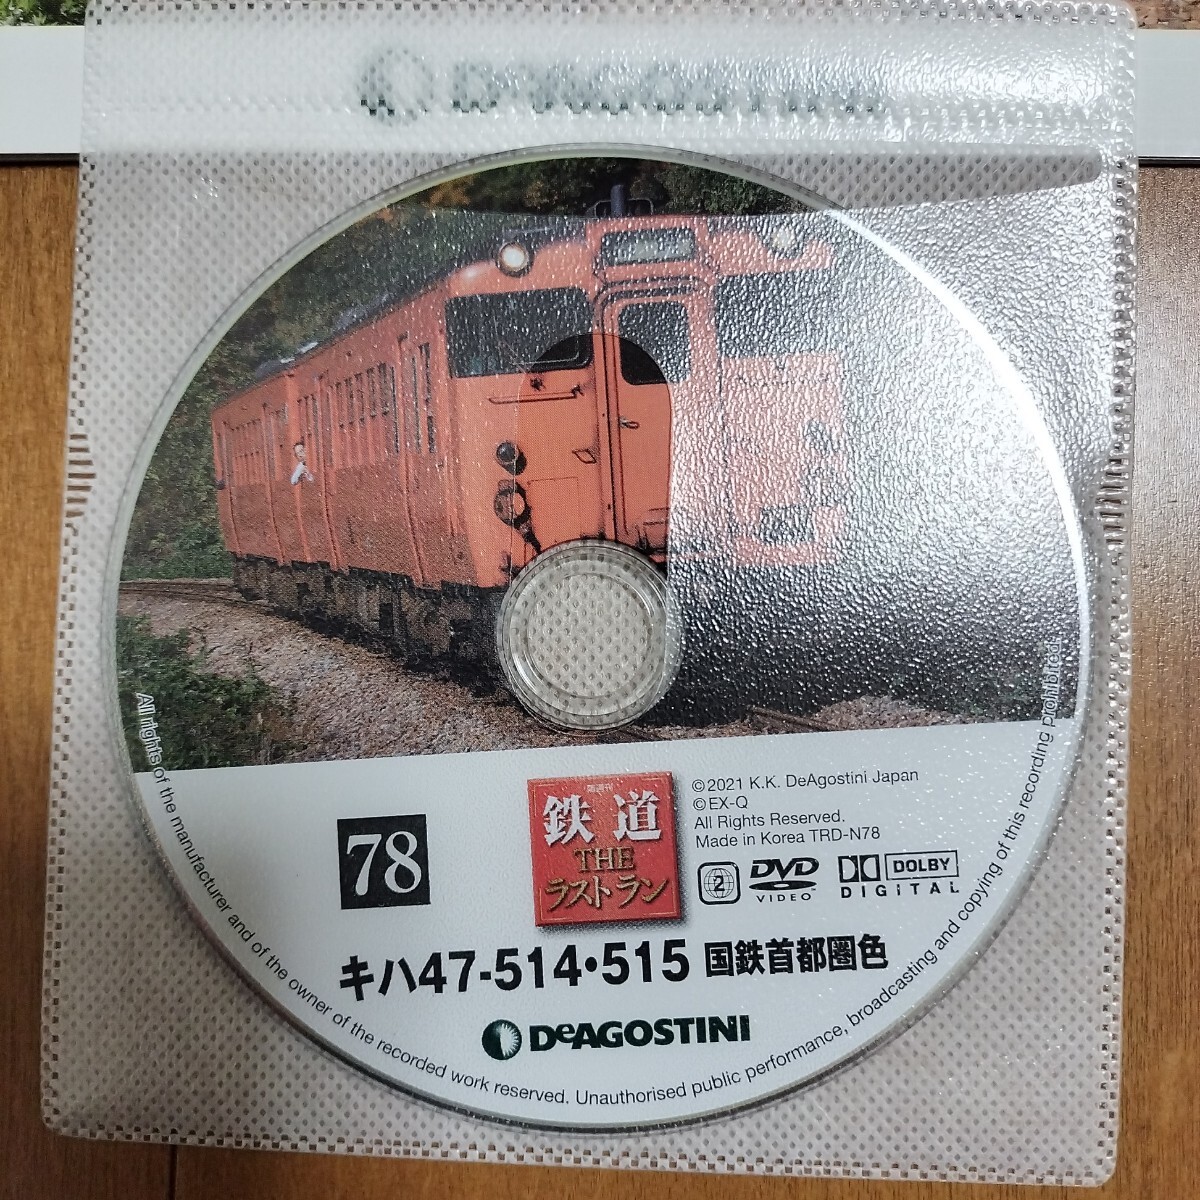 78
隔週刊
鉄道
THE
ラストラン
©2021 K.K. DeAgostini Japan
©EX-Q
All Rights Reserved.
Made in Korea TRD-N78
2
DVD
VIDEO
DOLBY
DIGITAL
キハ47-514・515 国鉄首都圏色
DeAGOSTINI
All rights of the manufacturer and of the owner of the recorded work reserved. Unauthorised public performance, broadcasting and copying of this recording prohibited.